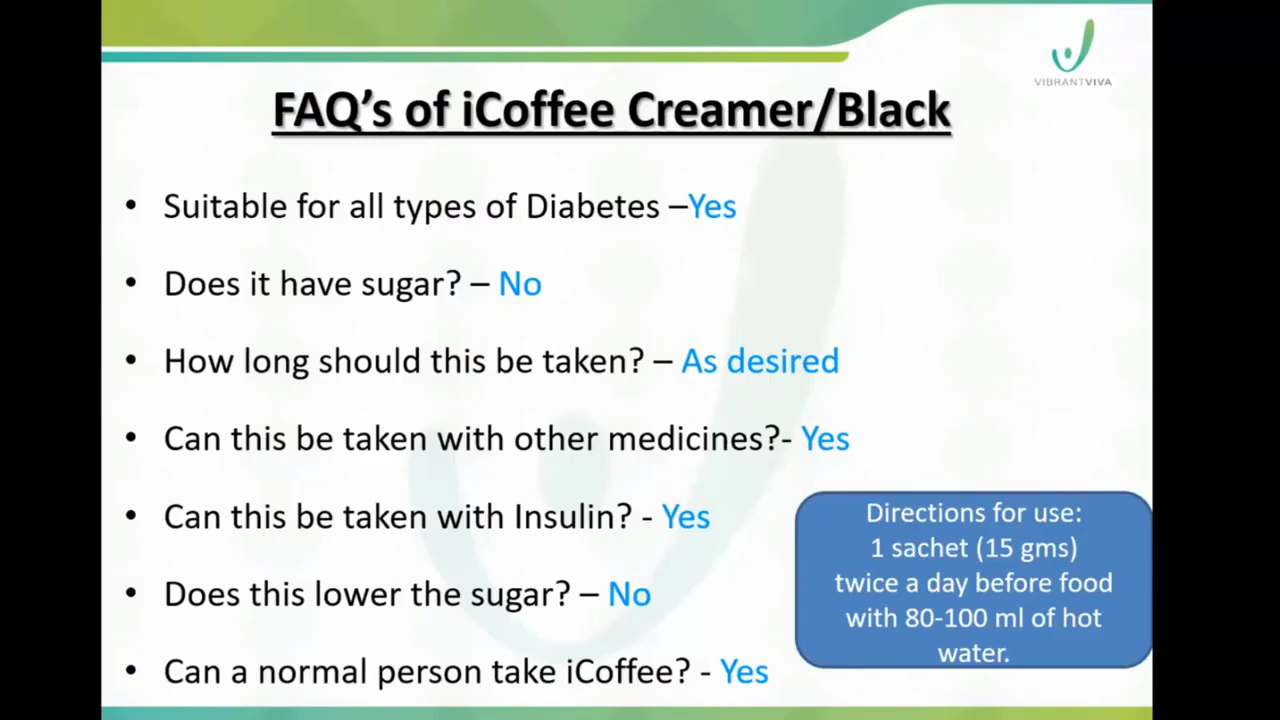 VIBRANTVIVA
FAQ's of iCoffee Creamer/Black
• Suitable for all types of Diabetes –Yes
• Does it have sugar? – No
• How long should this be taken? – As desired
• Can this be taken with other medicines?- Yes
• Can this be taken with Insulin? - Yes
• Does this lower the sugar? – No
• Can a normal person take iCoffee? - Yes
Directions for use:
1 sachet (15 gms)
twice a day before food
with 80-100 ml of hot
water.